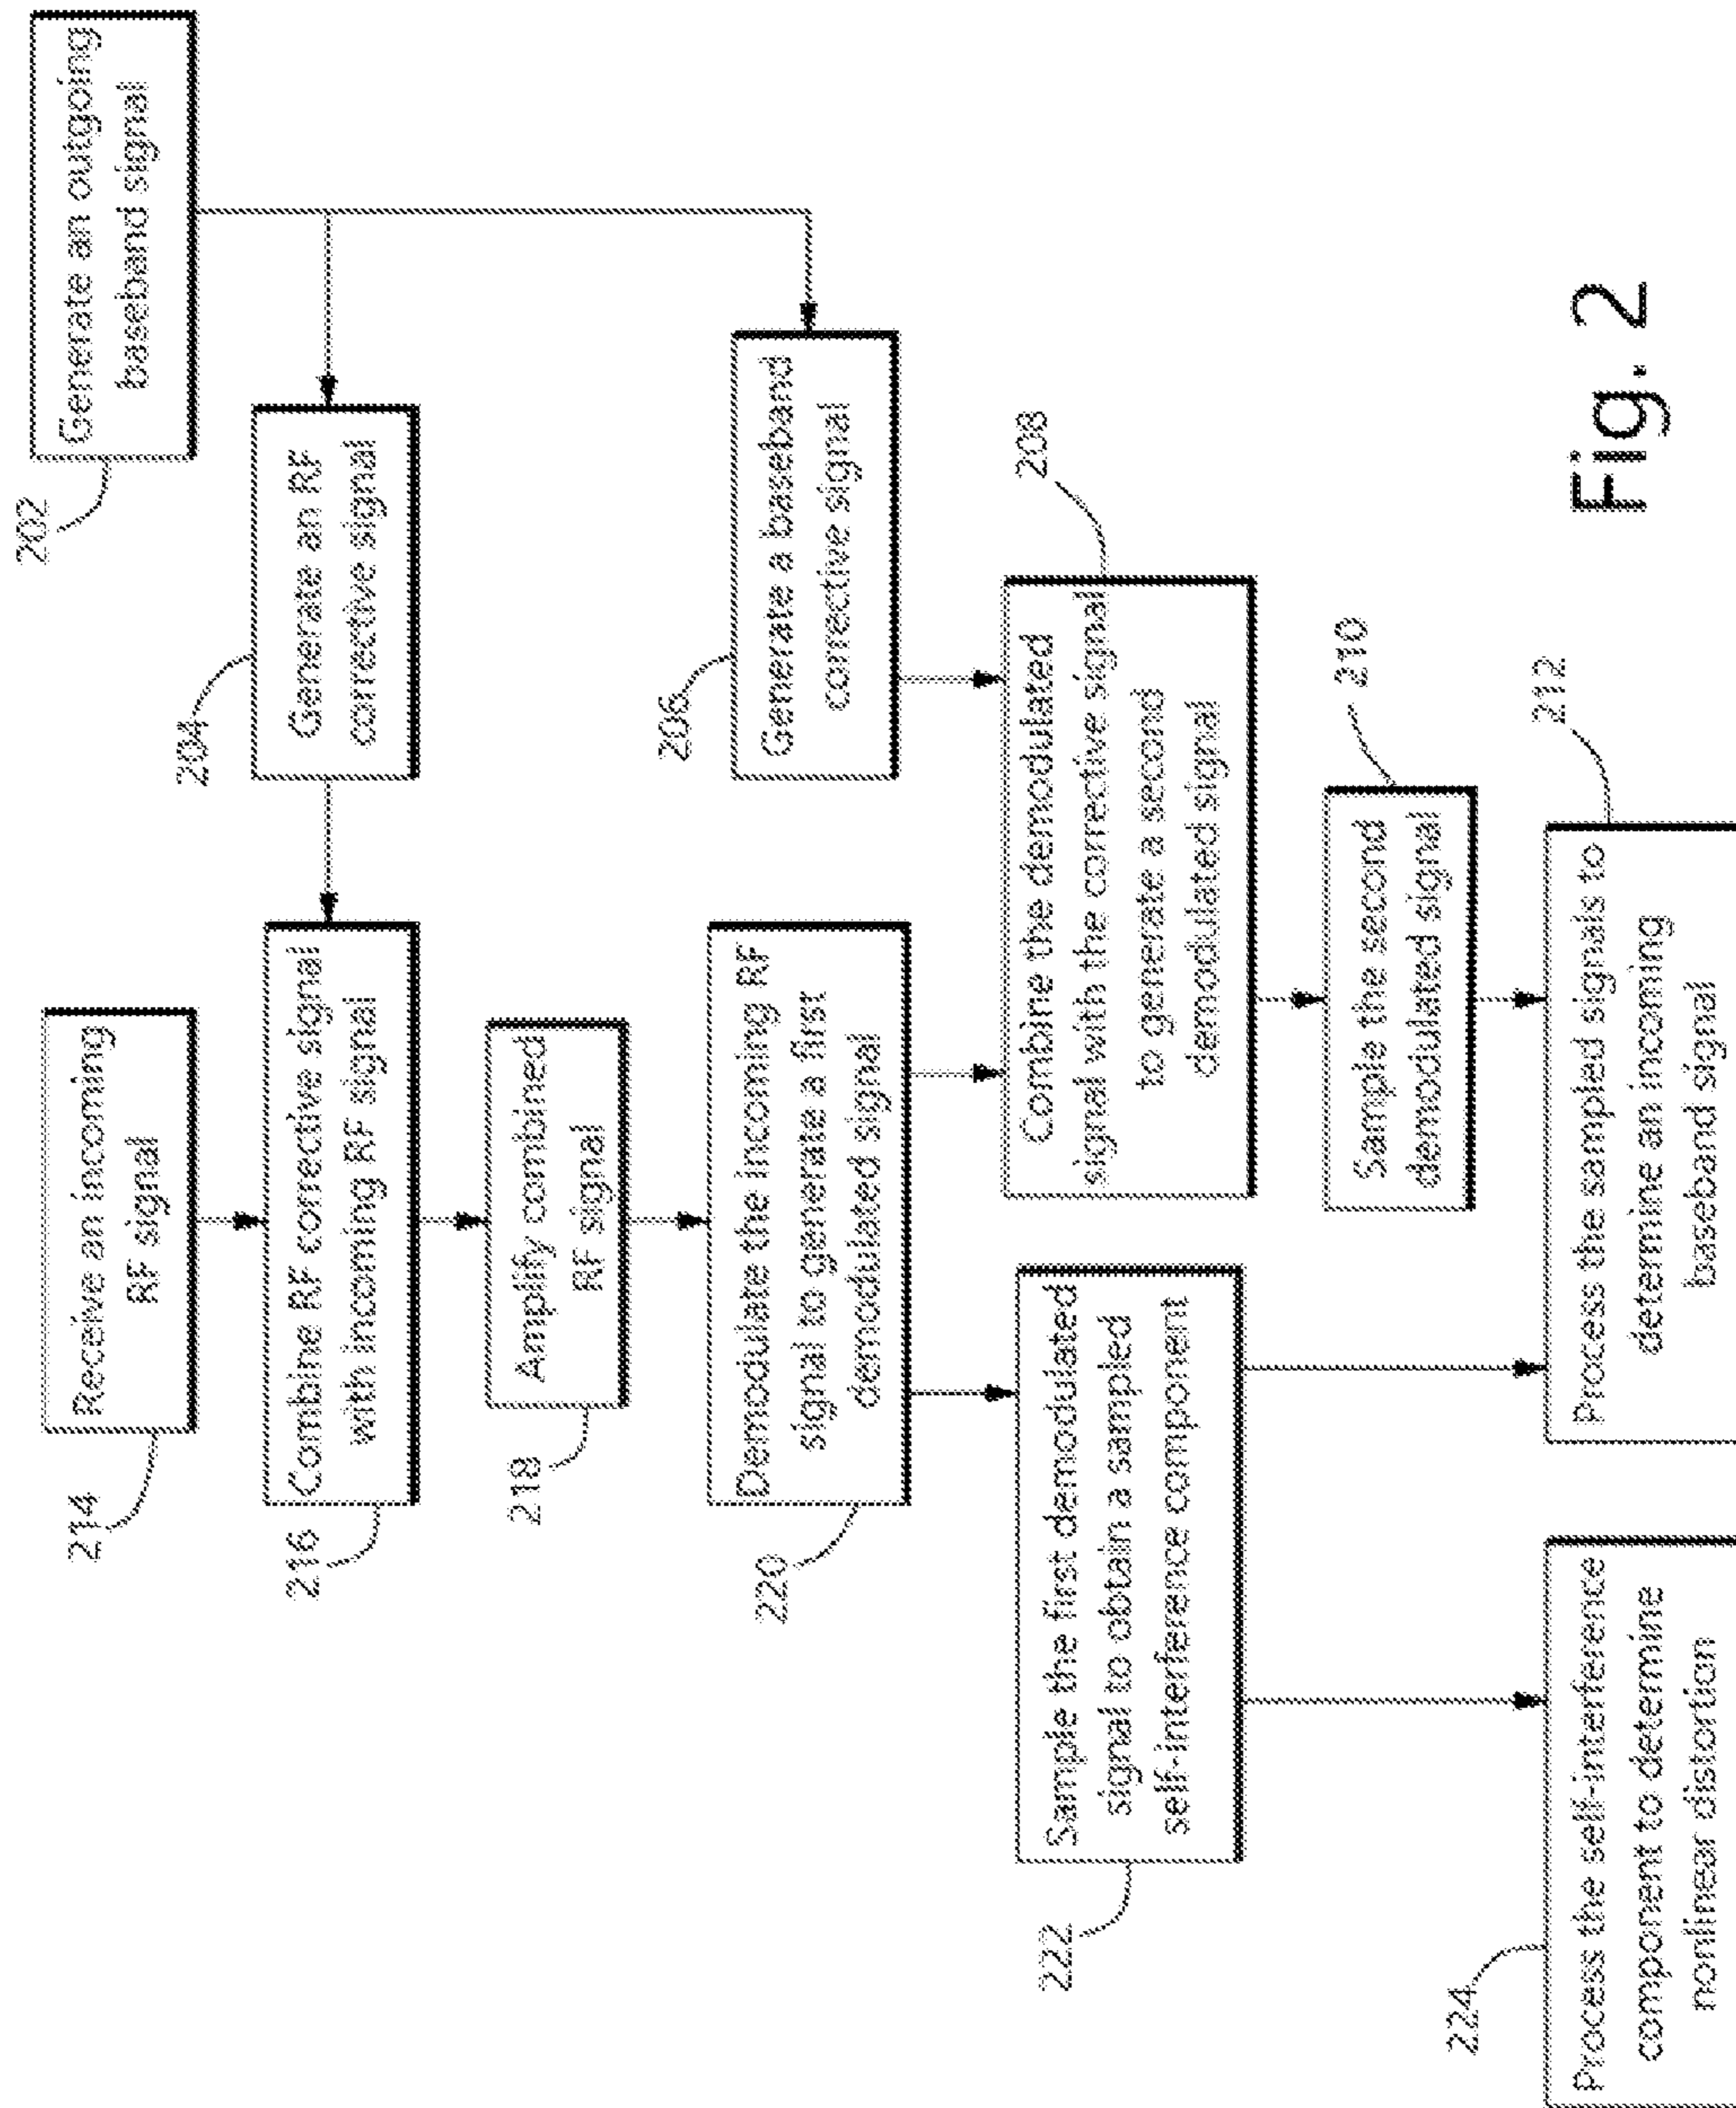 202
Generate an outgoing
baseband signal
204
Generate an RF
corrective signal
214
Receive an incoming
RF signal
216
Combine RF corrective signal
with incoming RF signal
218
Amplify combined
RF signal
206
Generate a baseband
corrective signal
220
Demodulate the incoming RF
signal to generate a first
demodulated signal
208
Combine the demodulated
signal with the corrective signal
to generate a second
demodulated signal
222
Sample the first demodulated
signal to obtain a sampled
self-interference component
210
Sample the second
demodulated signal
212
Process the sampled signals to
determine an incoming
baseband signal
224
Process the self-interference
component to determine
nonlinear distortion
Fig. 2